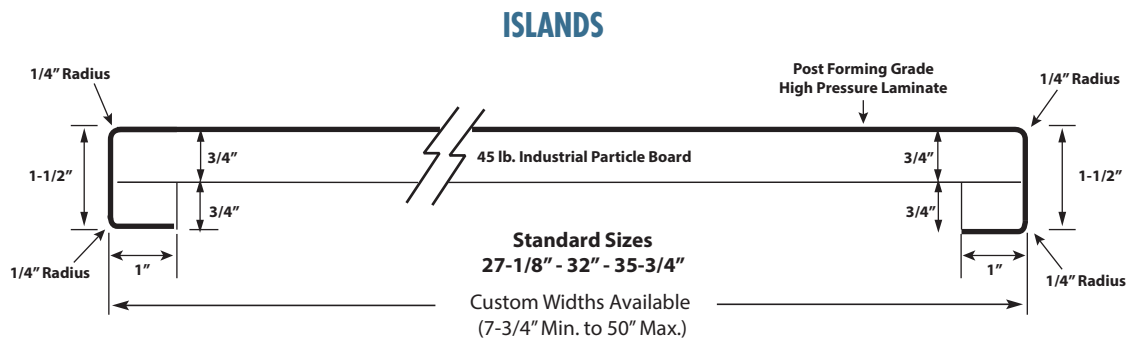 ISLANDS
1/4” Radius
Post Forming Grade
High Pressure Laminate
1/4” Radius
1-1/2”
3/4”
45 lb. Industrial Particle Board
3/4”
1-1/2”
3/4”
3/4”
1/4” Radius
1”
Standard Sizes
27-1/8” - 32” - 35-3/4”
1”
1/4” Radius
Custom Widths Available
(7-3/4” Min. to 50” Max.)